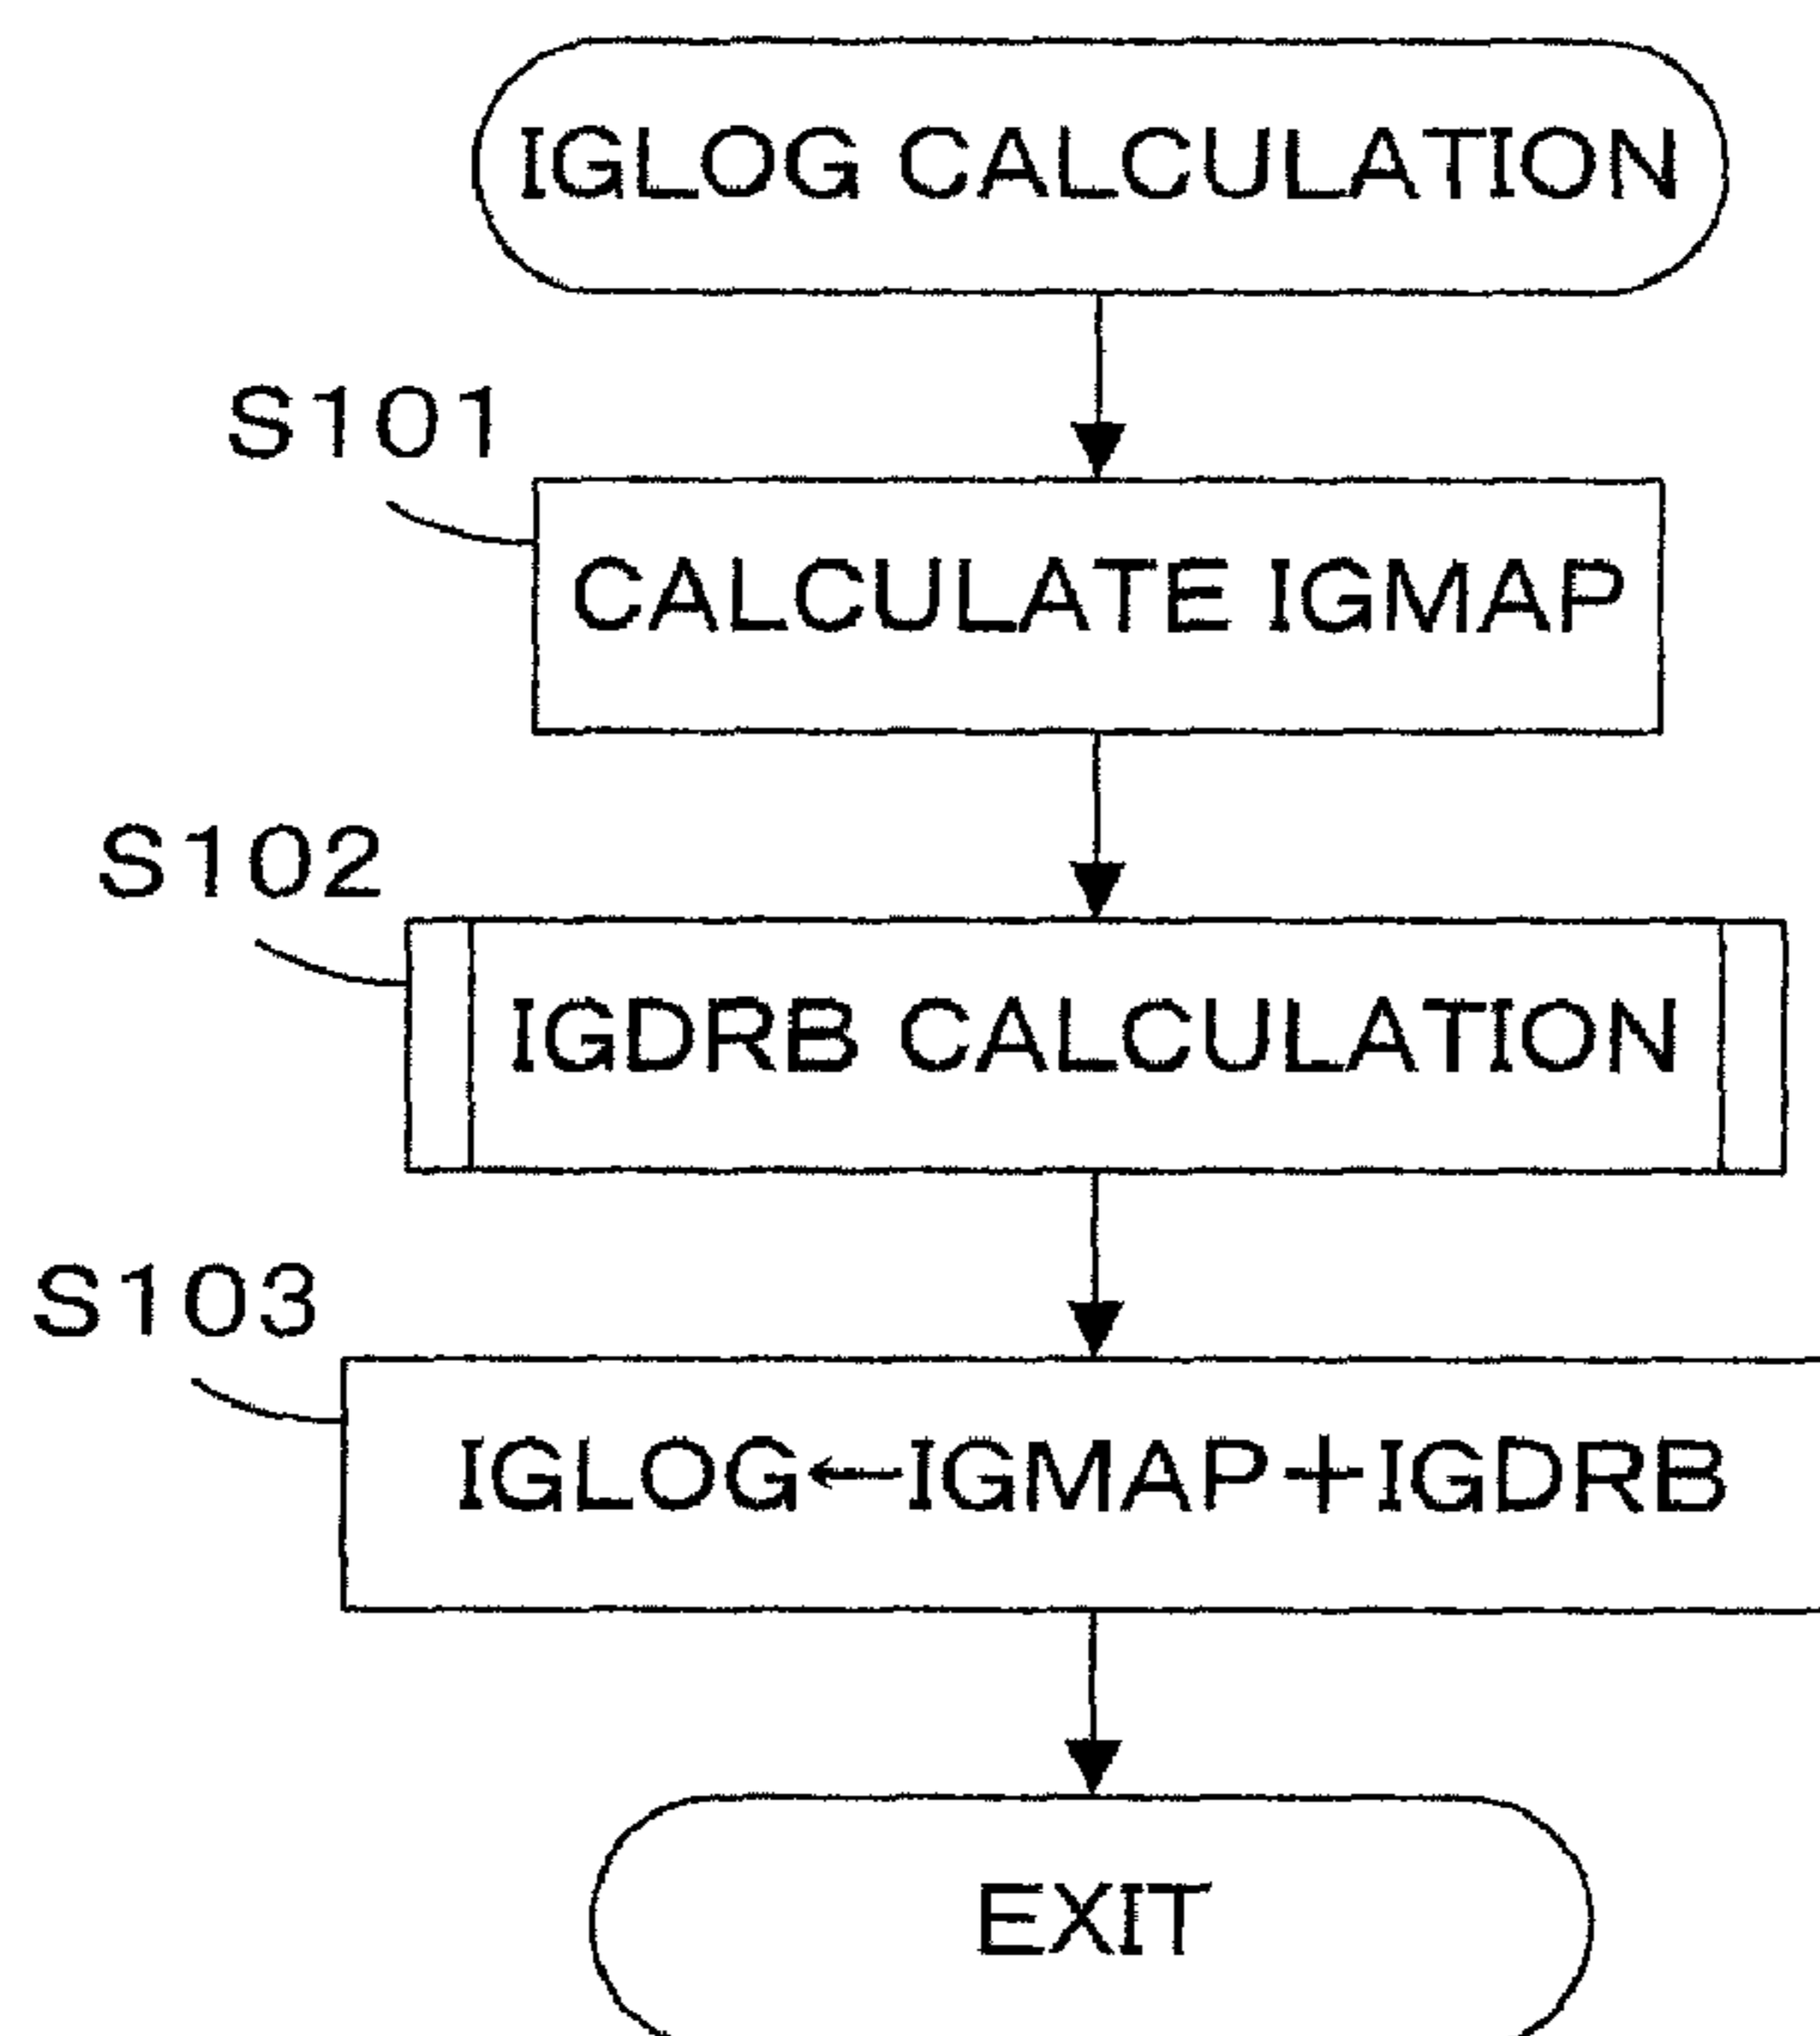 IGLOG CALCULATION
S101
CALCULATE IGMAP
S102
IGDRB CALCULATION
S103
IGLOG←IGMAP+IGDRB
EXIT